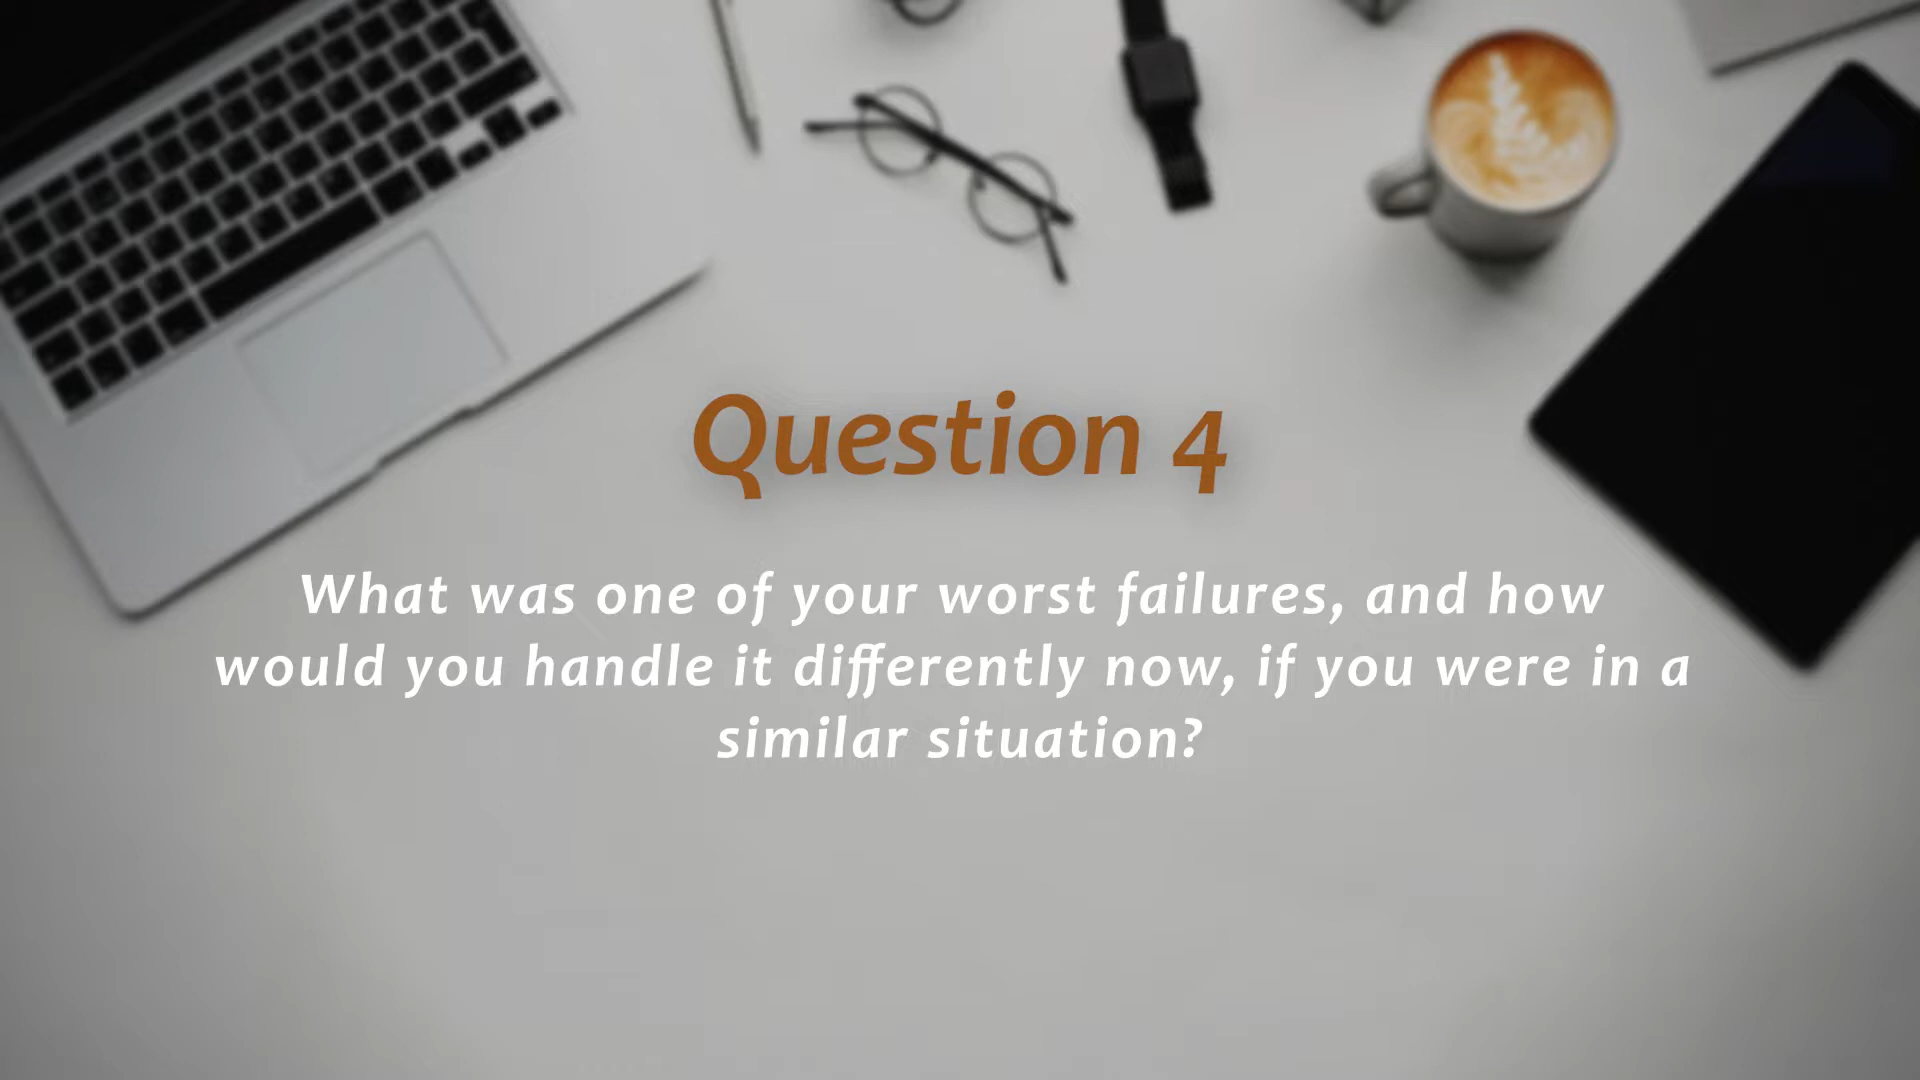 Question 4
What was one of your worst failures, and how
would you handle it differently now, if you were in a
similar situation?